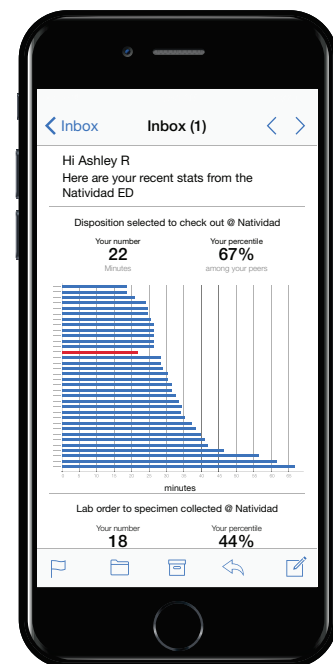 Inbox
Inbox (1)
Hi Ashley R
Here are your recent stats from the
Natividad ED
Disposition selected to check out @ Natividad
Your number
Your percentile
22
67%
Minutes
among your peers
minutes
Lab order to specimen collected @ Natividad
Your number
Your percentile
18
44%